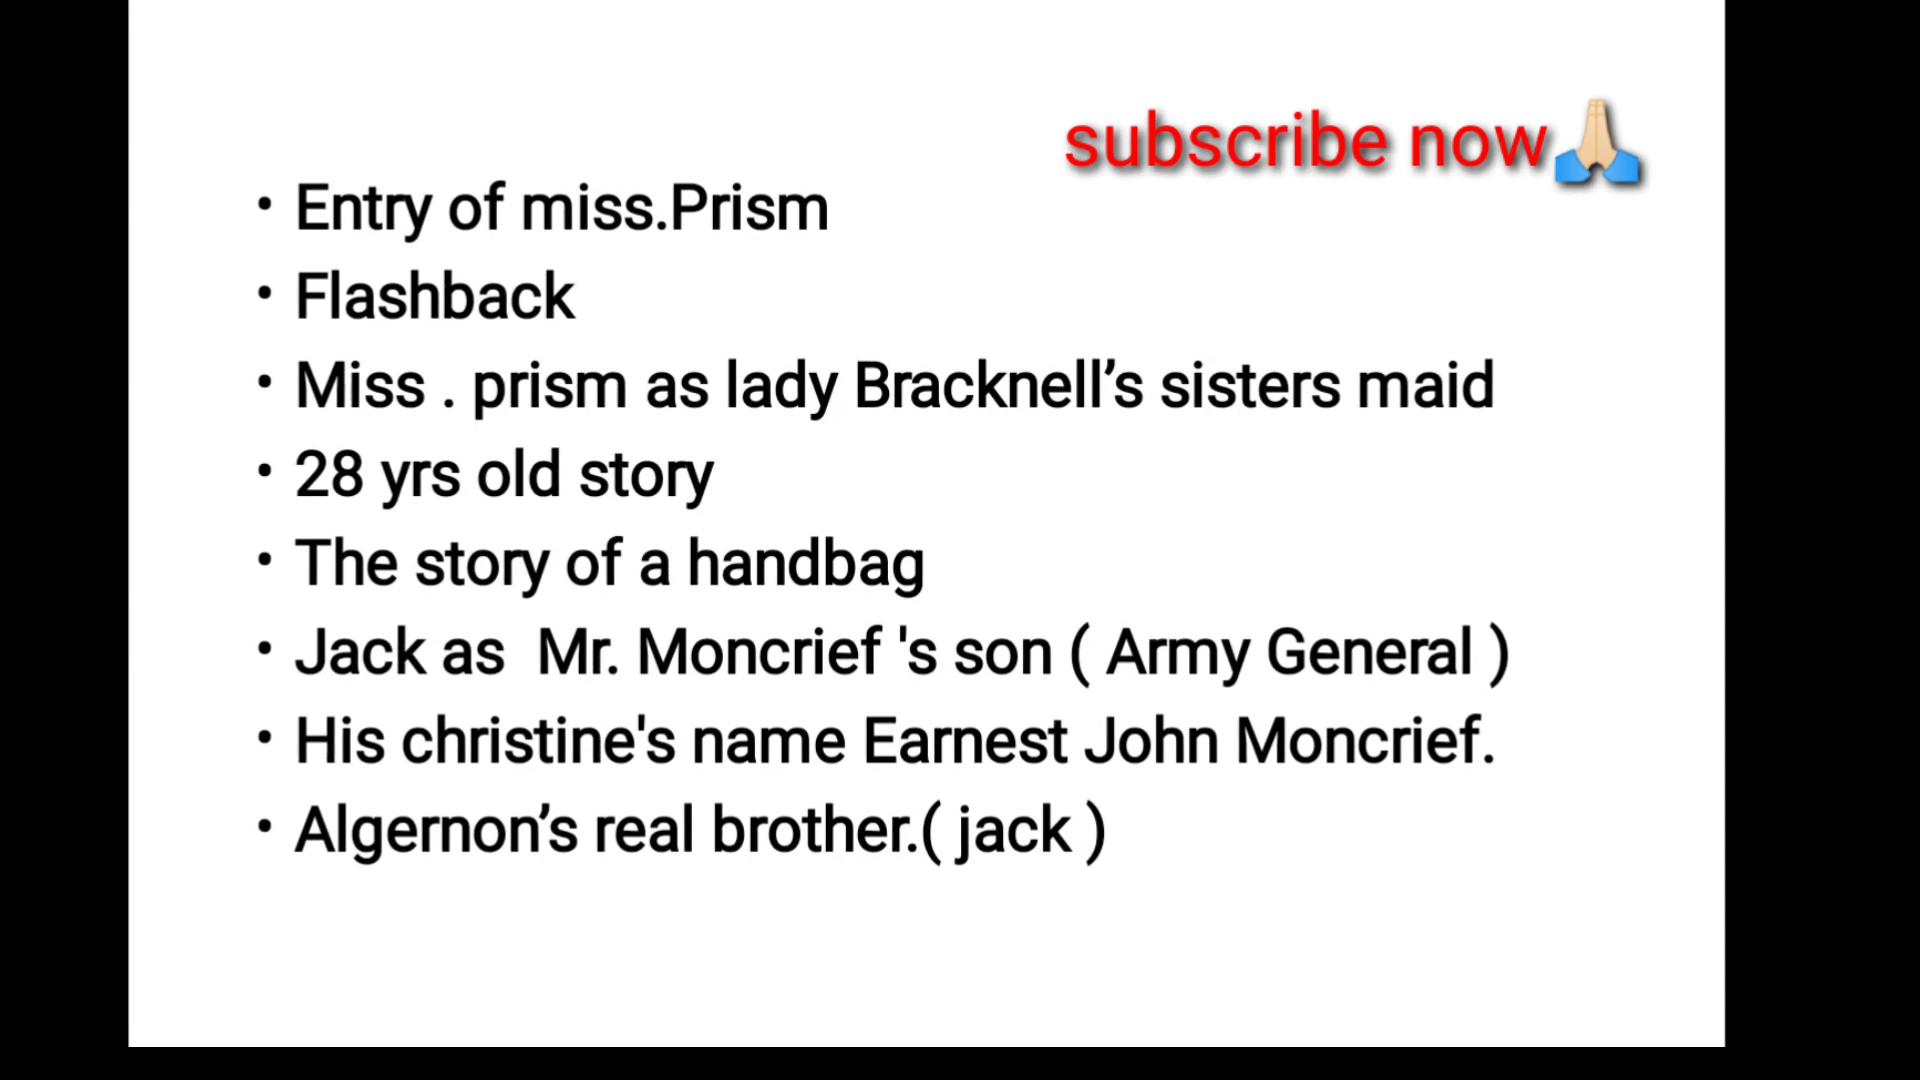 subscribe now🙏🏻
• Entry of miss.Prism
• Flashback
• Miss . prism as lady Bracknell’s sisters maid
• 28 yrs old story
• The story of a handbag
• Jack as  Mr. Moncrief 's son ( Army General )
• His christine's name Earnest John Moncrief.
• Algernon’s real brother.( jack )